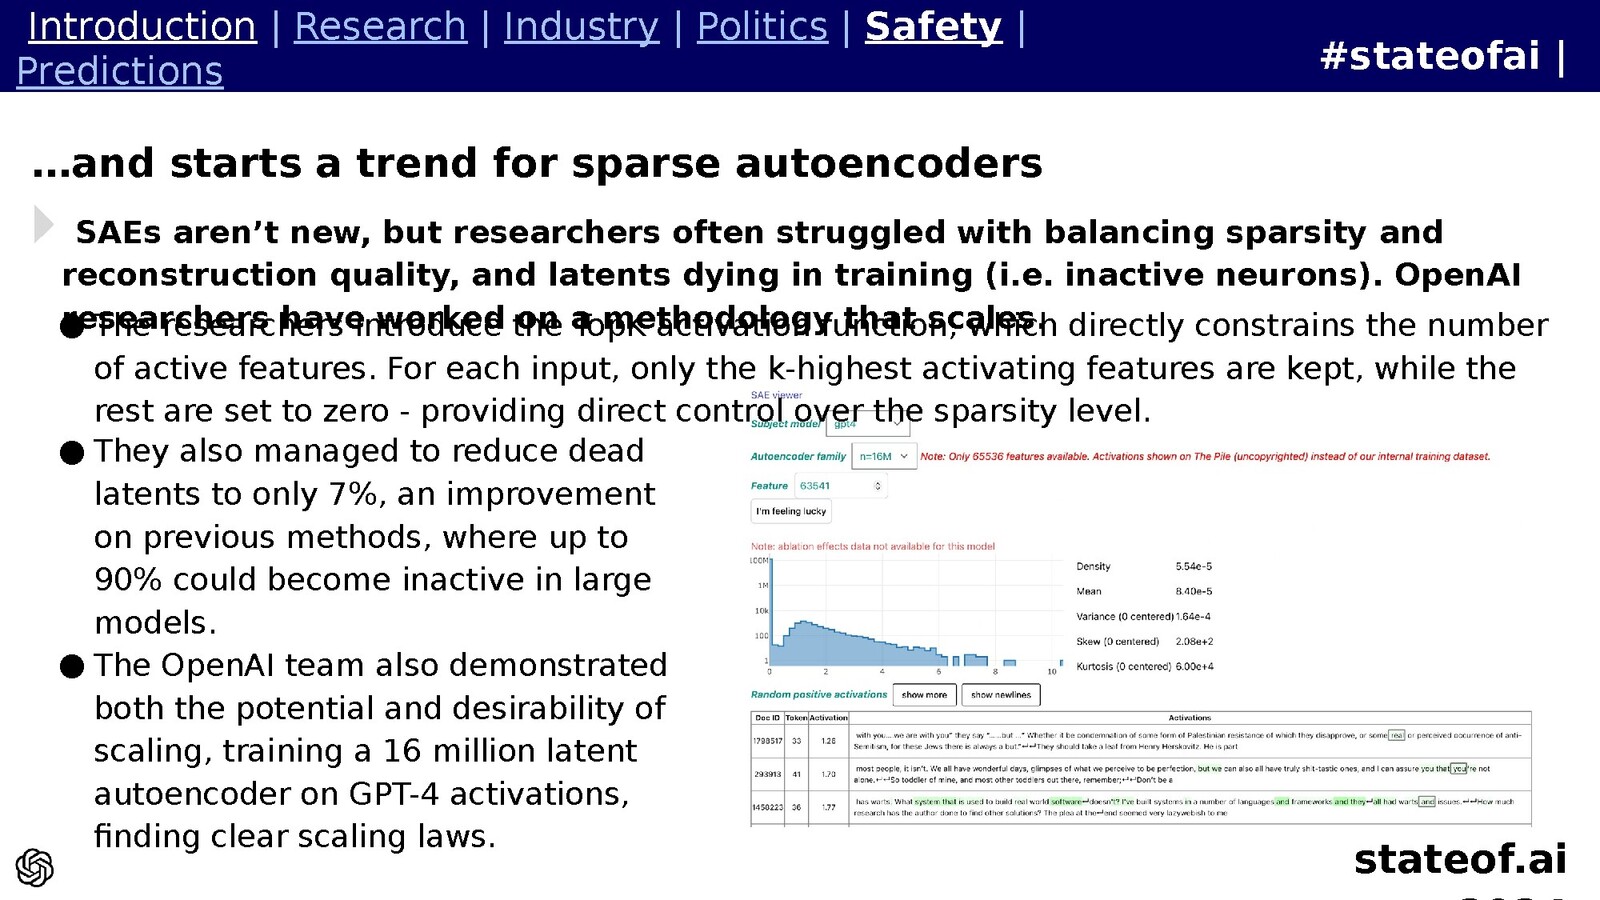 Introduction | Research | Industry | Politics | Safety |
Predictions
#stateofai |
…and starts a trend for sparse autoencoders
SAEs aren’t new, but researchers often struggled with balancing sparsity and
reconstruction quality, and latents dying in training (i.e. inactive neurons). OpenAI
researchers have worked on a methodology that scales.
● The researchers introduce the TopK activation function, which directly constrains the number
of active features. For each input, only the k-highest activating features are kept, while the
rest are set to zero - providing direct control over the sparsity level.
● They also managed to reduce dead
latents to only 7%, an improvement
on previous methods, where up to
90% could become inactive in large
models.
● The OpenAI team also demonstrated
both the potential and desirability of
scaling, training a 16 million latent
autoencoder on GPT-4 activations,
finding clear scaling laws.
SAE viewer
Subject model gpt4
Autoencoder family n=16M Note: Only 65536 features available. Activations shown on The Pile (uncopyrighted) instead of our internal training dataset.
Feature 63541
I'm feeling lucky
Note: ablation effects data not available for this model
100M
1M
10k
100
1
0 2 4 6 8 10
Density 5.54e-5
Mean 8.40e-5
Variance (0 centered) 1.64e-4
Skew (0 centered) 2.08e+2
Kurtosis (0 centered) 6.00e+4
Random positive activations show more show newlines
Doc ID Token Activation Activations
1798517 33 1.26 with you... we are with you" they say "......but ..." Whether it be condemnation of some form of Palestinian resistance of which they disapprove, or some real or perceived occurrence of anti-
Semitism, for these Jews there is always a but."↵↵They should take a leaf from Henry Herskovitz. He is part
293913 41 1.70 most people, it isn't. We all have wonderful days, glimpses of what we perceive to be perfection, but we can also all have truly shit-tastic ones, and I can assure you that you're not
alone.↵↵So toddler of mine, and most other toddlers out there, remember;↵↵Don't be a
1458223 36 1.77 has warts. What system that is used to build real world software↵doesn't? I've built systems in a number of languages and frameworks and they↵all had warts and issues.↵↵How much
research has the author done to find other solutions? The plea at the↵end seemed very lazywebish to me
stateof.ai